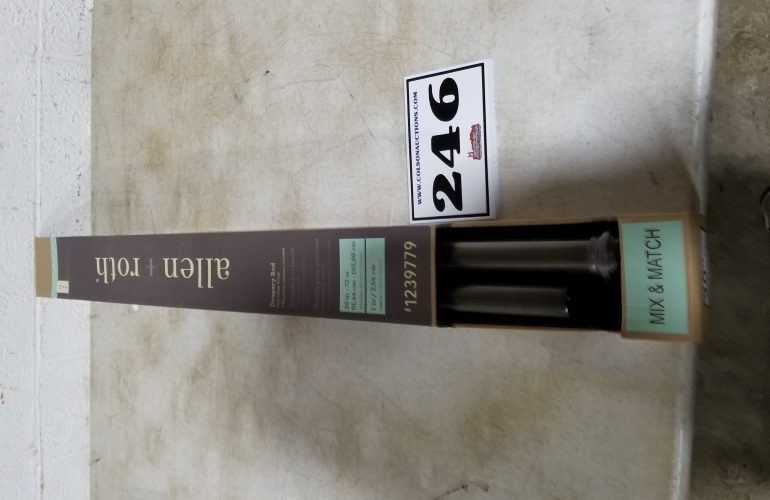 WWW.COLSONAUCTIONS.COM
246
allen + roth
Drapery Rod
36 in - 72 in
91.44 cm - 182.88 cm
1 in / 2.54 cm
#1239779
MIX & MATCH